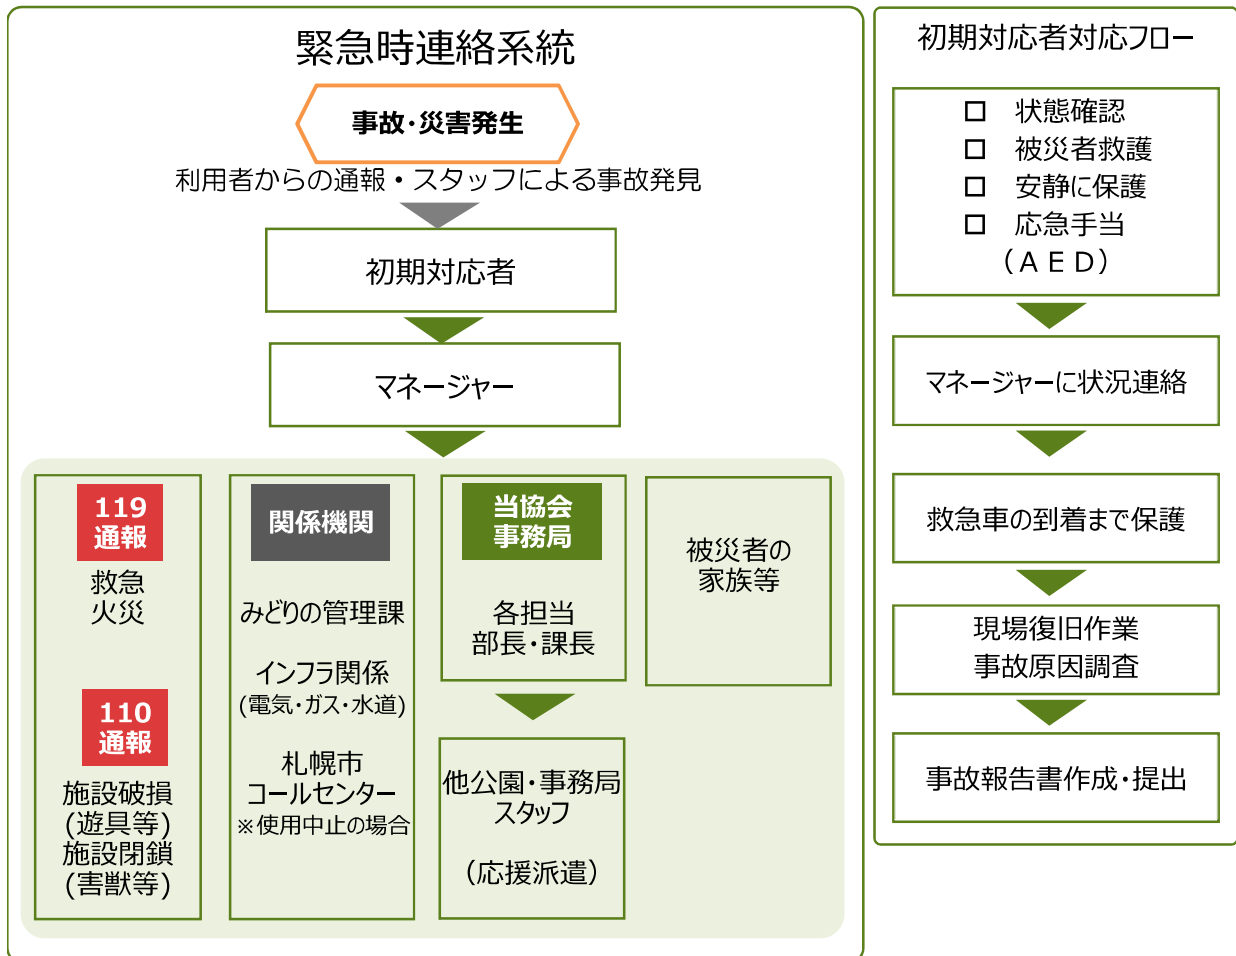 緊急時連絡系統
事故・災害発生
利用者からの通報・スタッフによる事故発見
初期対応者
マネージャー
119
通報
救急
火災
110
通報
施設破損
(遊具等)
施設閉鎖
(害獣等)
関係機関
みどりの管理課
インフラ関係
(電気・ガス・水道)
札幌市
コールセンター
※使用中止の場合
当協会
事務局
各担当
部長・課長
他公園・事務局
スタッフ
（応援派遣）
被災者の
家族等
初期対応者対応フロー
□ 状態確認
□ 被災者救護
□ 安静に保護
□ 応急手当
（ＡＥＤ）
マネージャーに状況連絡
救急車の到着まで保護
現場復旧作業
事故原因調査
事故報告書作成・提出